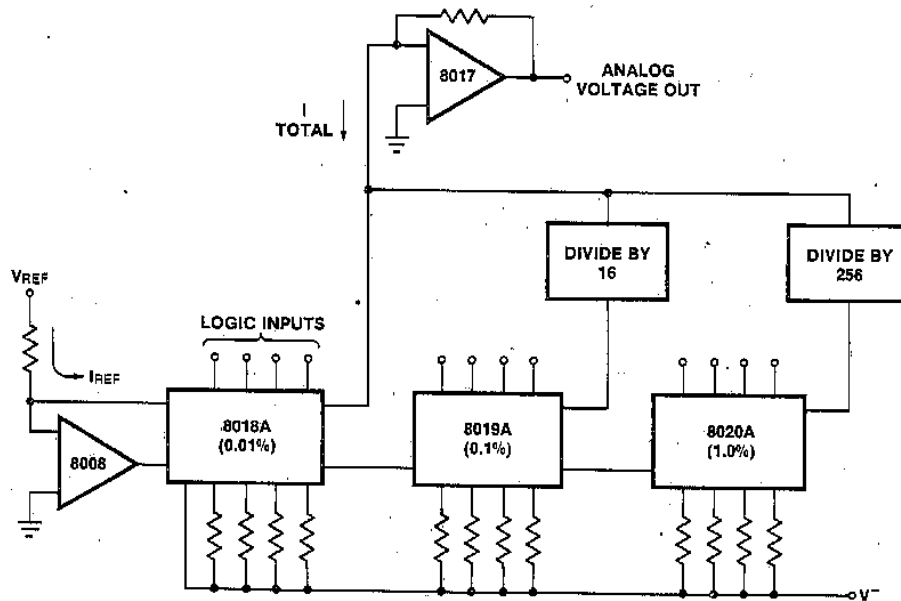 8017
ANALOG
VOLTAGE OUT
I
TOTAL
DIVIDE BY
16
DIVIDE BY
256
VREF
LOGIC INPUTS
IREF
8008
8018A
(0.01%)
8019A
(0.1%)
8020A
(1.0%)
V−